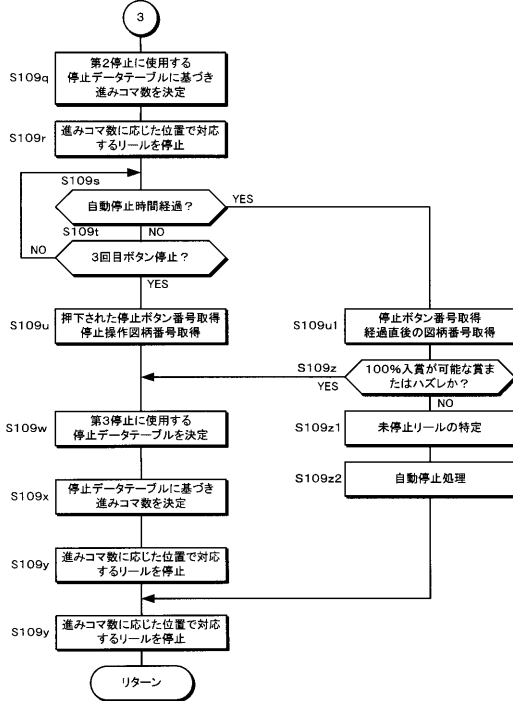 3
S109q
第2停止に使用する
停止データテーブルに基づき
進みコマ数を決定
S109r
進みコマ数に応じた位置で対応
するリールを停止
S109s
自動停止時間経過？
YES
S109t
NO
3回目ボタン停止？
NO
YES
S109u
押下された停止ボタン番号取得
停止操作図柄番号取得
S109u1
停止ボタン番号取得
経過直後の図柄番号取得
S109z
100%入賞が可能な賞ま
たはハズレか？
YES
NO
S109w
第3停止に使用する
停止データテーブルを決定
S109z1
未停止リールの特定
S109x
停止データテーブルに基づき
進みコマ数を決定
S109z2
自動停止処理
S109y
進みコマ数に応じた位置で対応
するリールを停止
S109y
進みコマ数に応じた位置で対応
するリールを停止
リターン